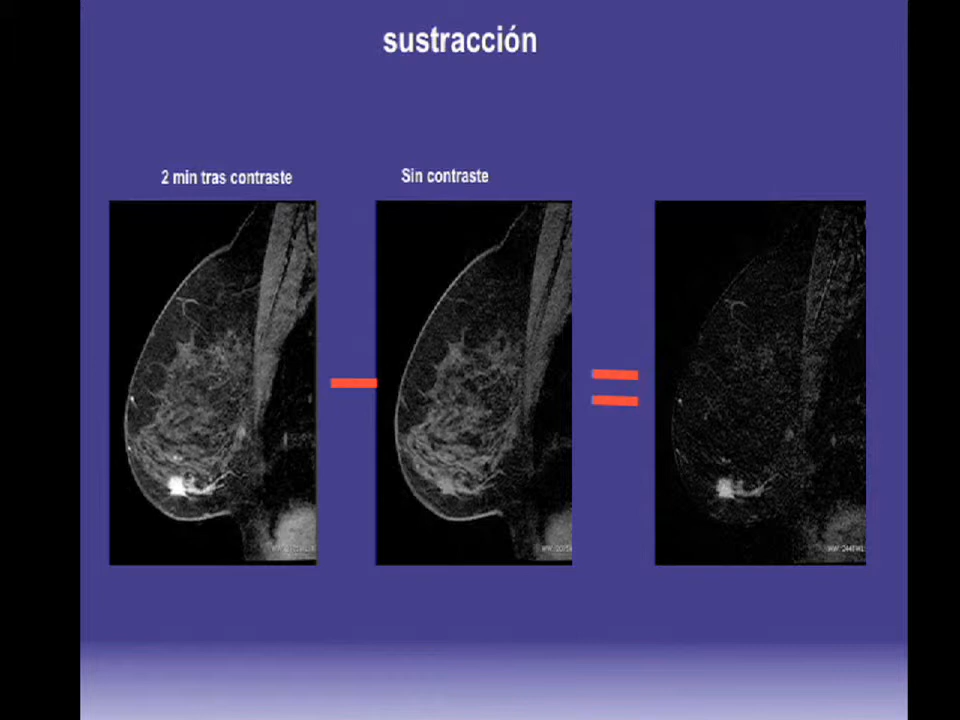 sustracción
2 min tras contraste
Sin contraste